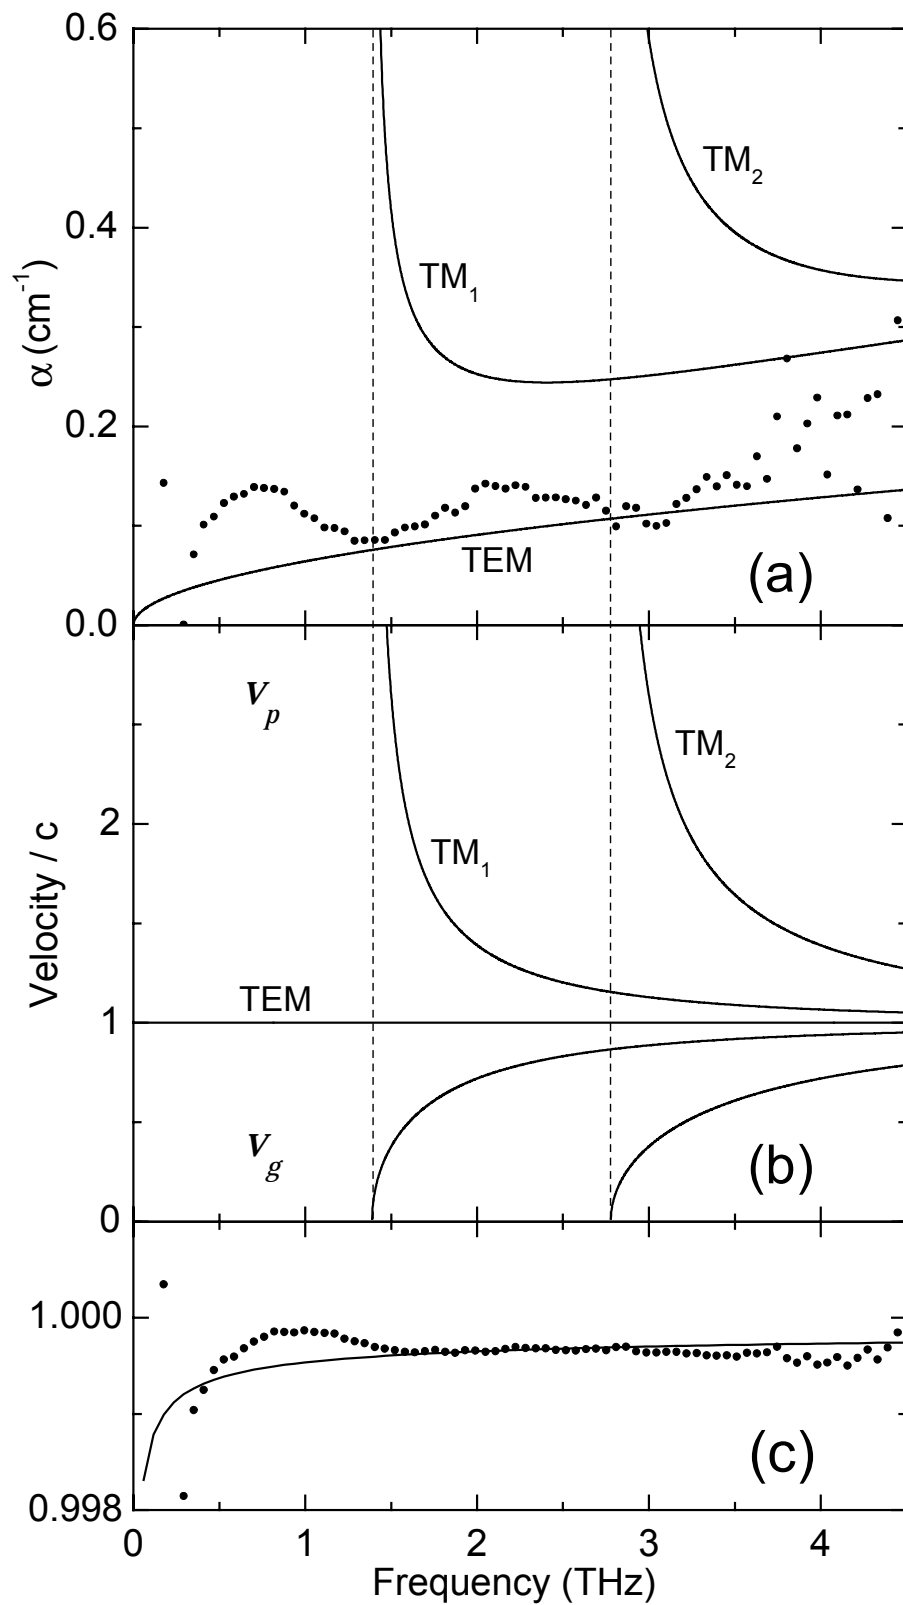 0.6
TM2
0.4
TM1
α (cm-1)
0.2
TEM
(a)
0.0
Vp
TM2
2
TM1
Velocity / c
TEM
1
Vg
(b)
0
1.000
(c)
0.998
0 1 2 3 4
Frequency (THz)